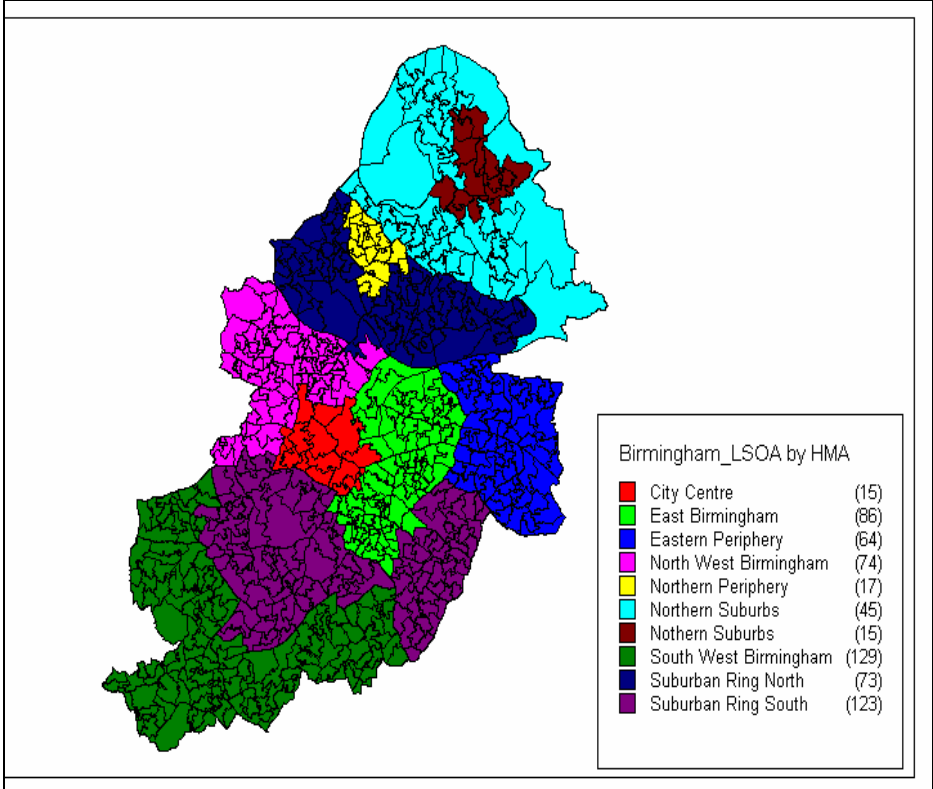 Birmingham_LSOA by HMA
City Centre (15)
East Birmingham (86)
Eastern Periphery (64)
North West Birmingham (74)
Northern Periphery (17)
Northern Suburbs (45)
Nothern Suburbs (15)
South West Birmingham (129)
Suburban Ring North (73)
Suburban Ring South (123)